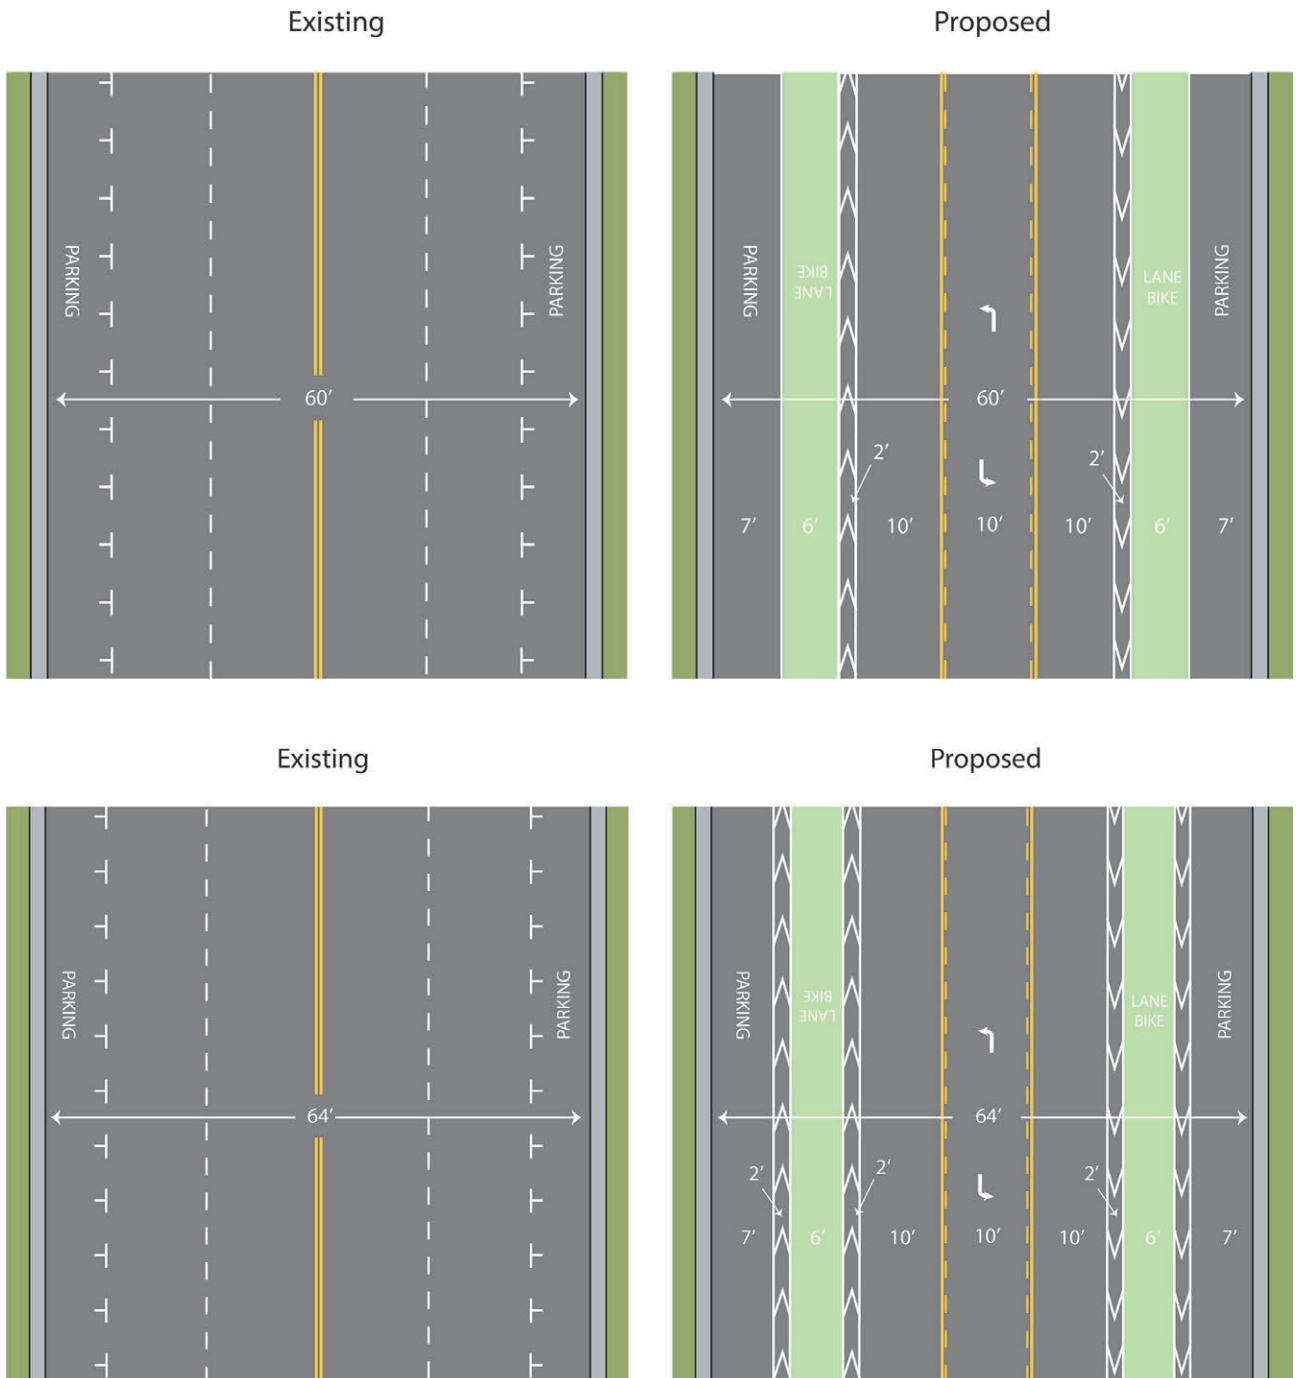 Existing
Proposed
PARKING
PARKING
PARKING
BIKE
LANE
LANE
BIKE
PARKING
60’
60’
2’
2’
7’
6’
10’
10’
10’
6’
7’
Existing
Proposed
PARKING
PARKING
PARKING
BIKE
LANE
LANE
BIKE
PARKING
64’
64’
2’
2’
2’
7’
6’
10’
10’
10’
6’
7’